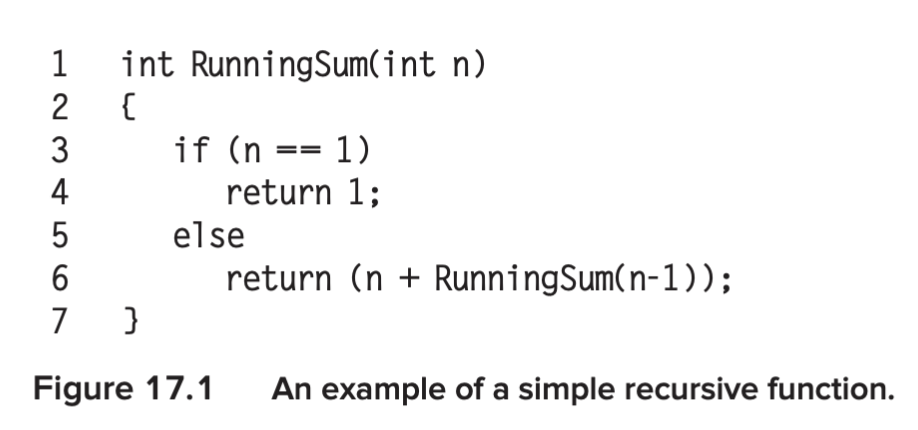 1 int RunningSum(int n)
2 {
3 if (n == 1)
4 return 1;
5 else
6 return (n + RunningSum(n-1));
7 }
Figure 17.1 An example of a simple recursive function.